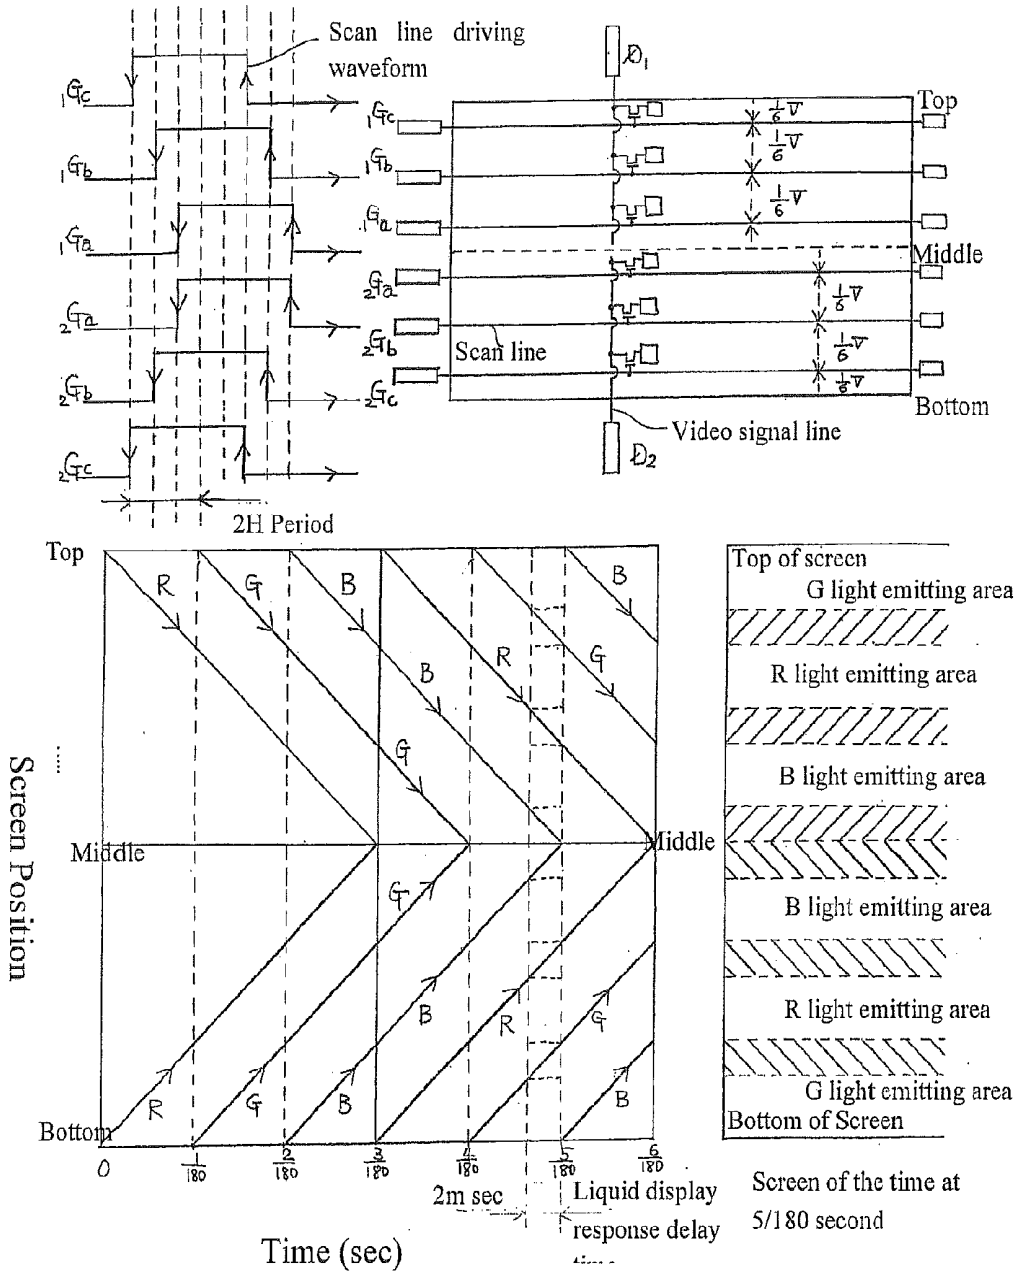 Scan line driving
waveform
1Gc
1Gb
1Ga
2Ga
2Gb
2Gc
2H Period
D1
Top
1Gc
1/6 V
1Gb
1/6 V
1Ga
1/6 V
Middle
2Ga
1/6 V
2Gb
Scan line
1/6 V
2Gc
1/6 V
Bottom
Video signal line
D2
Top
R
G
B
B
R
G
B
G
Middle
Middle
G
B
R
G
R
G
B
B
Bottom
0
1/180
2/180
3/180
4/180
5/180
6/180
Screen Position
Time (sec)
2m sec
Liquid display
response delay
Top of screen
G light emitting area
R light emitting area
B light emitting area
B light emitting area
R light emitting area
G light emitting area
Bottom of Screen
Screen of the time at
5/180 second